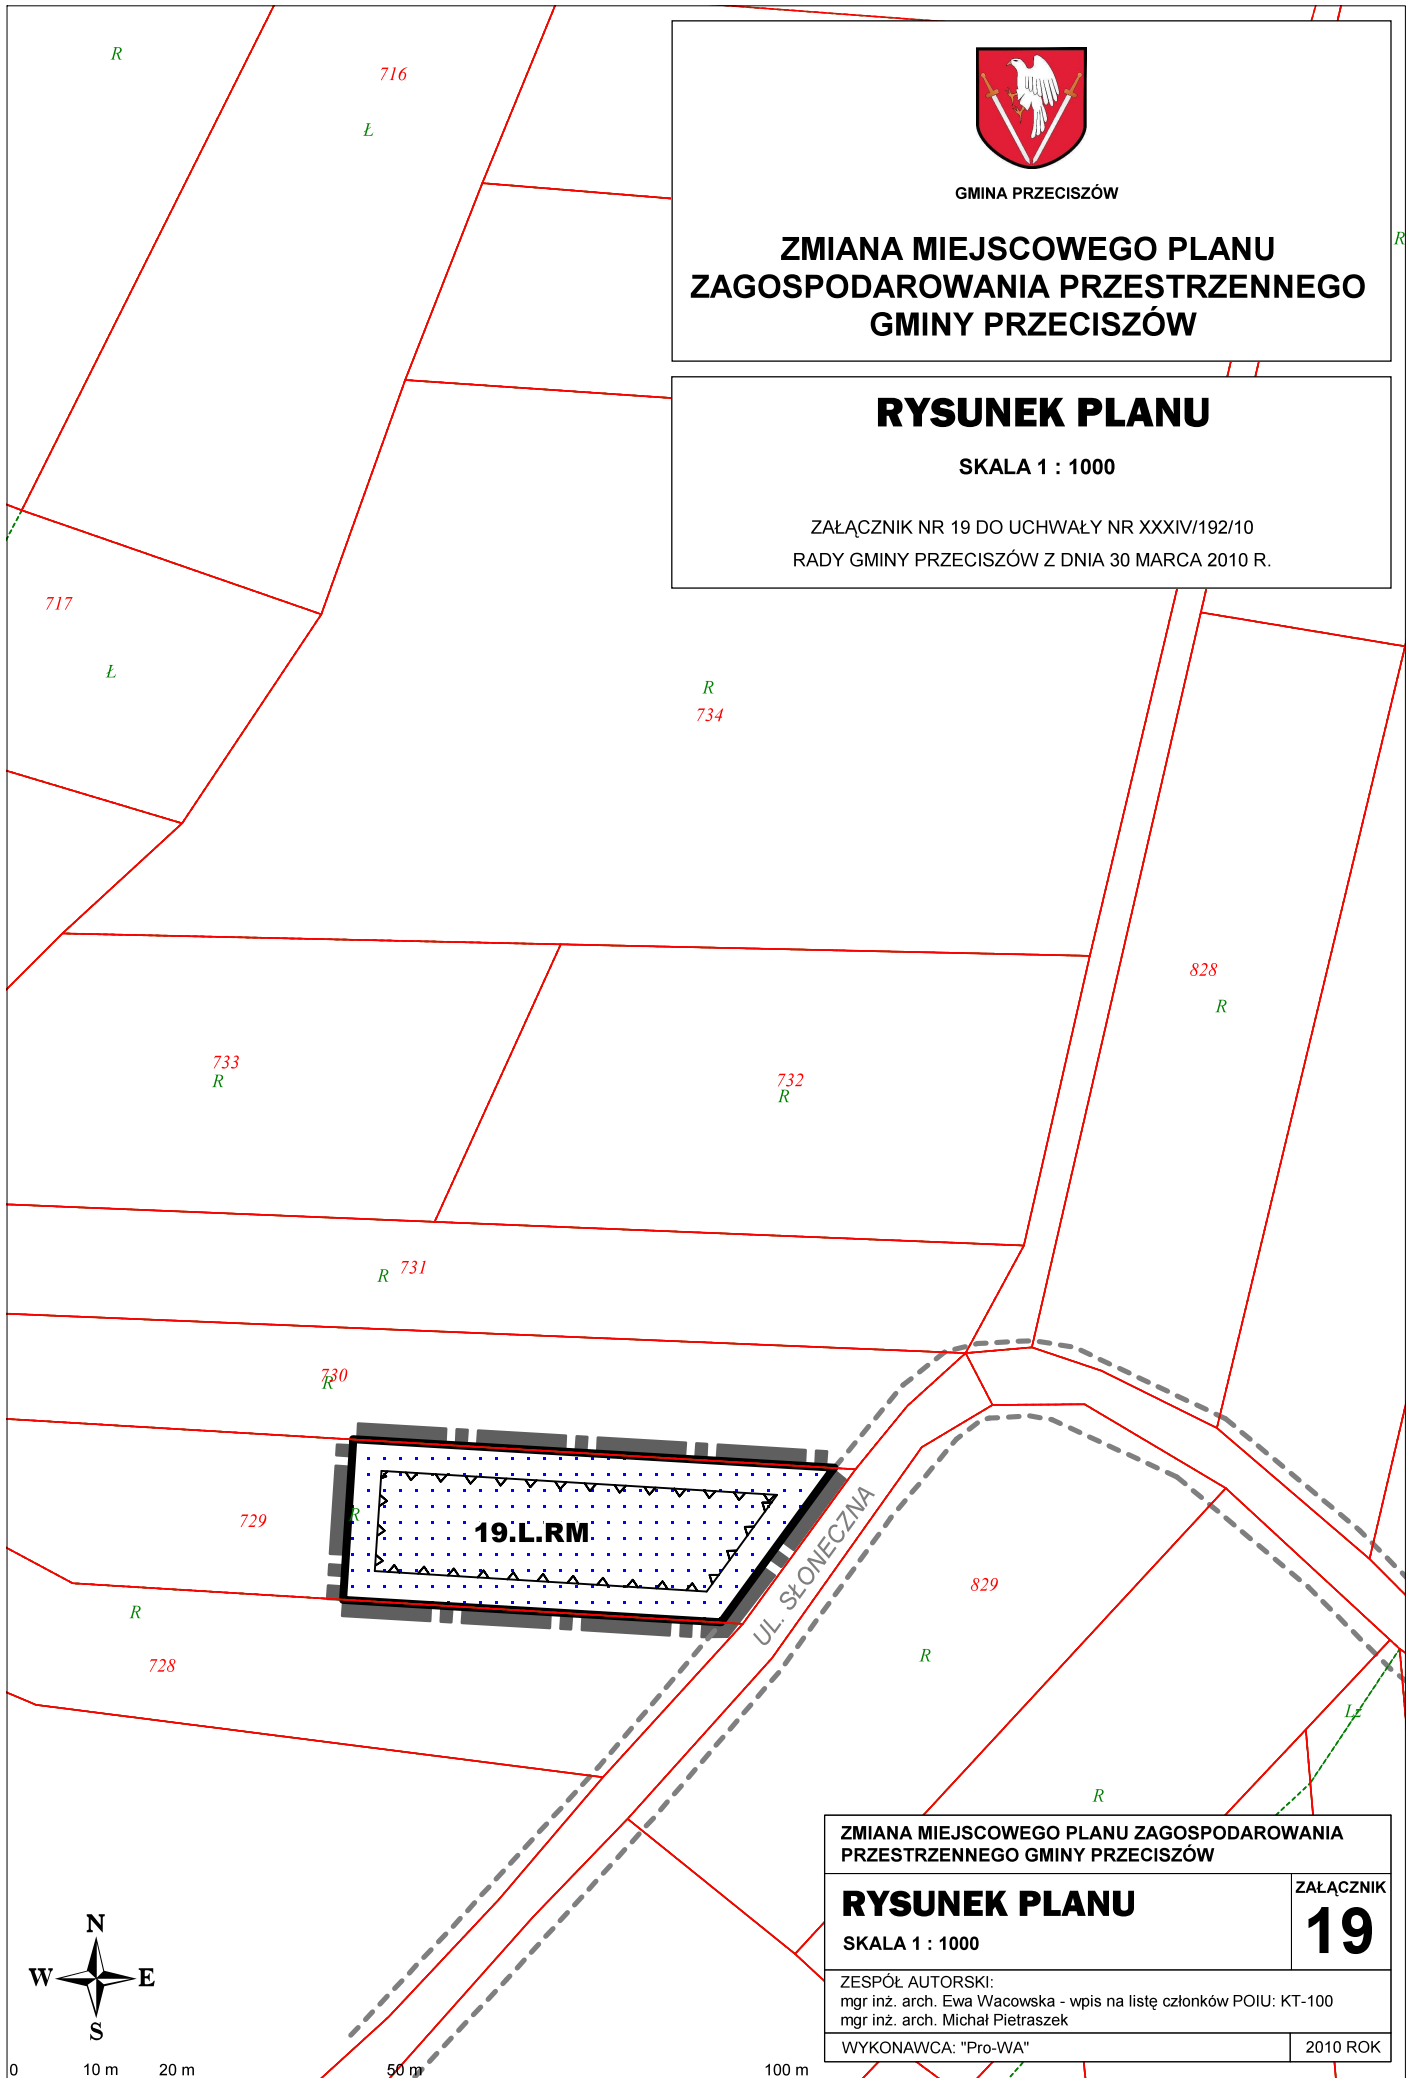 R
716
Ł
GMINA PRZECISZÓW
ZMIANA MIEJSCOWEGO PLANU
ZAGOSPODAROWANIA PRZESTRZENNEGO
GMINY PRZECISZÓW
R
RYSUNEK PLANU
SKALA 1 : 1000
ZAŁĄCZNIK NR 19 DO UCHWAŁY NR XXXIV/192/10
RADY GMINY PRZECISZÓW Z DNIA 30 MARCA 2010 R.
717
Ł
R
734
828
R
733
R
732
R
R 731
730
R
729
R
19.L.RM
UL. SŁONECZNA
829
R
728
R
Lz
R
ZMIANA MIEJSCOWEGO PLANU ZAGOSPODAROWANIA
PRZESTRZENNEGO GMINY PRZECISZÓW
RYSUNEK PLANU
SKALA 1 : 1000
ZAŁĄCZNIK
19
ZESPÓŁ AUTORSKI:
mgr inż. arch. Ewa Wacowska - wpis na listę członków POIU: KT-100
mgr inż. arch. Michał Pietraszek
WYKONAWCA: "Pro-WA"
2010 ROK
N
W E
S
0 10 m 20 m 50 m 100 m